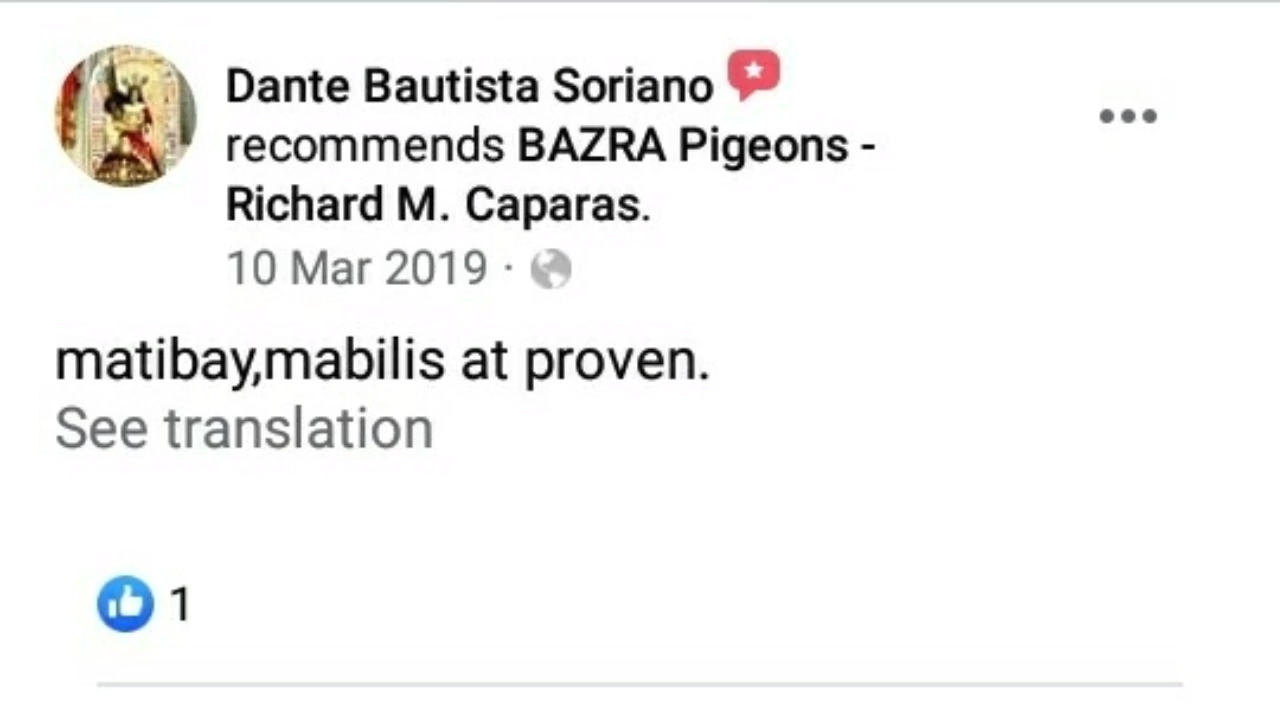 Dante Bautista Soriano
recommends BAZRA Pigeons -
Richard M. Caparas.
10 Mar 2019 ·
matibay,mabilis at proven.
See translation
1